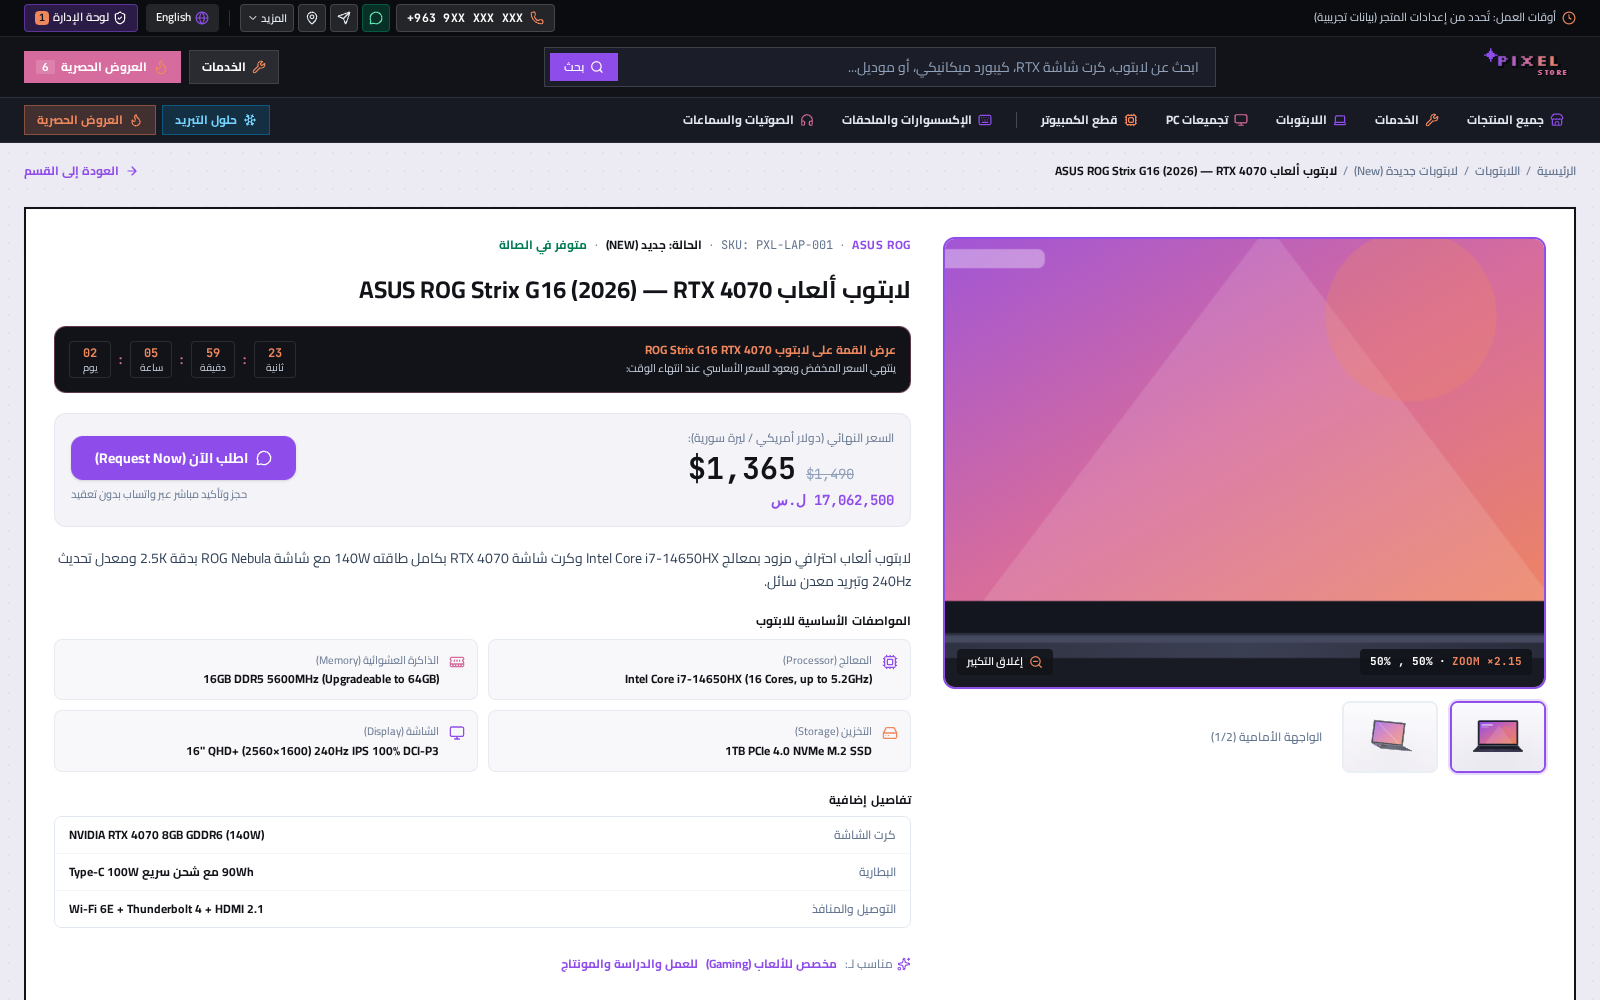 أوقات العمل: تُحدد من إعدادات المتجر (بيانات تجريبية)
+963 9XX XXX XXX
المزيد
English
لوحة الإدارة 1
PIXEL
STORE
ابحث عن لابتوب، كرت شاشة RTX، كيبورد ميكانيكي، أو موديل...
بحث
الخدمات
العروض الحصرية 6
جميع المنتجات
الخدمات
اللابتوبات
تجميعات PC
قطع الكمبيوتر
الإكسسوارات والملحقات
الصوتيات والسماعات
حلول التبريد
العروض الحصرية
الرئيسية / اللابتوبات / لابتوبات جديدة (New) / لابتوب ألعاب ASUS ROG Strix G16 (2026) — RTX 4070
العودة إلى القسم
ASUS ROG · SKU: PXL-LAP-001 · الحالة: جديد (NEW) · متوفر في الصالة
لابتوب ألعاب ASUS ROG Strix G16 (2026) — RTX 4070
عرض القمة على لابتوب ROG Strix G16 RTX 4070
ينتهي السعر المخفض ويعود للسعر الأساسي عند انتهاء الوقت:
23 : 59 : 05 : 02
ثانية دقيقة ساعة يوم
السعر النهائي (دولار أمريكي / ليرة سورية):
$1,490 $1,365
17,062,500 ل.س
اطلب الآن (Request Now)
حجز وتأكيد مباشر عبر واتساب بدون تعقيد
لابتوب ألعاب احترافي مزود بمعالج Intel Core i7-14650HX وكرت شاشة RTX 4070 بكامل طاقته 140W مع شاشة ROG Nebula بدقة 2.5K ومعدل تحديث
240Hz وتبريد معدن سائل.
المواصفات الأساسية للابتوب
المعالج (Processor)
Intel Core i7-14650HX (16 Cores, up to 5.2GHz)
الذاكرة العشوائية (Memory)
16GB DDR5 5600MHz (Upgradeable to 64GB)
التخزين (Storage)
1TB PCIe 4.0 NVMe M.2 SSD
الشاشة (Display)
16" QHD+ (2560×1600) 240Hz IPS 100% DCI-P3
تفاصيل إضافية
كرت الشاشة
NVIDIA RTX 4070 8GB GDDR6 (140W)
البطارية
90Wh مع شحن سريع Type-C 100W
التوصيل والمنافذ
Wi-Fi 6E + Thunderbolt 4 + HDMI 2.1
مناسب لـ: مخصص للألعاب (Gaming) للعمل والدراسة والمونتاج
50% , 50% · ZOOM ×2.15
إغلاق التكبير
الواجهة الأمامية (1/2)